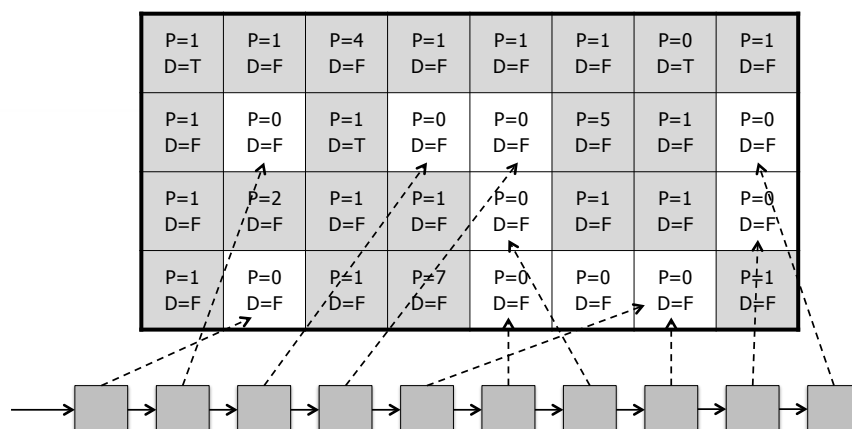 P=1 P=1 P=4 P=1 P=1 P=1 P=0 P=1
D=T D=F D=F D=F D=F D=F D=T D=F
P=1 P=0 P=1 P=0 P=0 P=5 P=1 P=0
D=F D=F D=T D=F D=F D=F D=F D=F
P=1 P=2 P=1 P=1 P=0 P=1 P=1 P=0
D=F D=F D=F D=F D=F D=F D=F D=F
P=1 P=0 P=1 P=7 P=0 P=0 P=0 P=1
D=F D=F D=F D=F D=F D=F D=F D=F